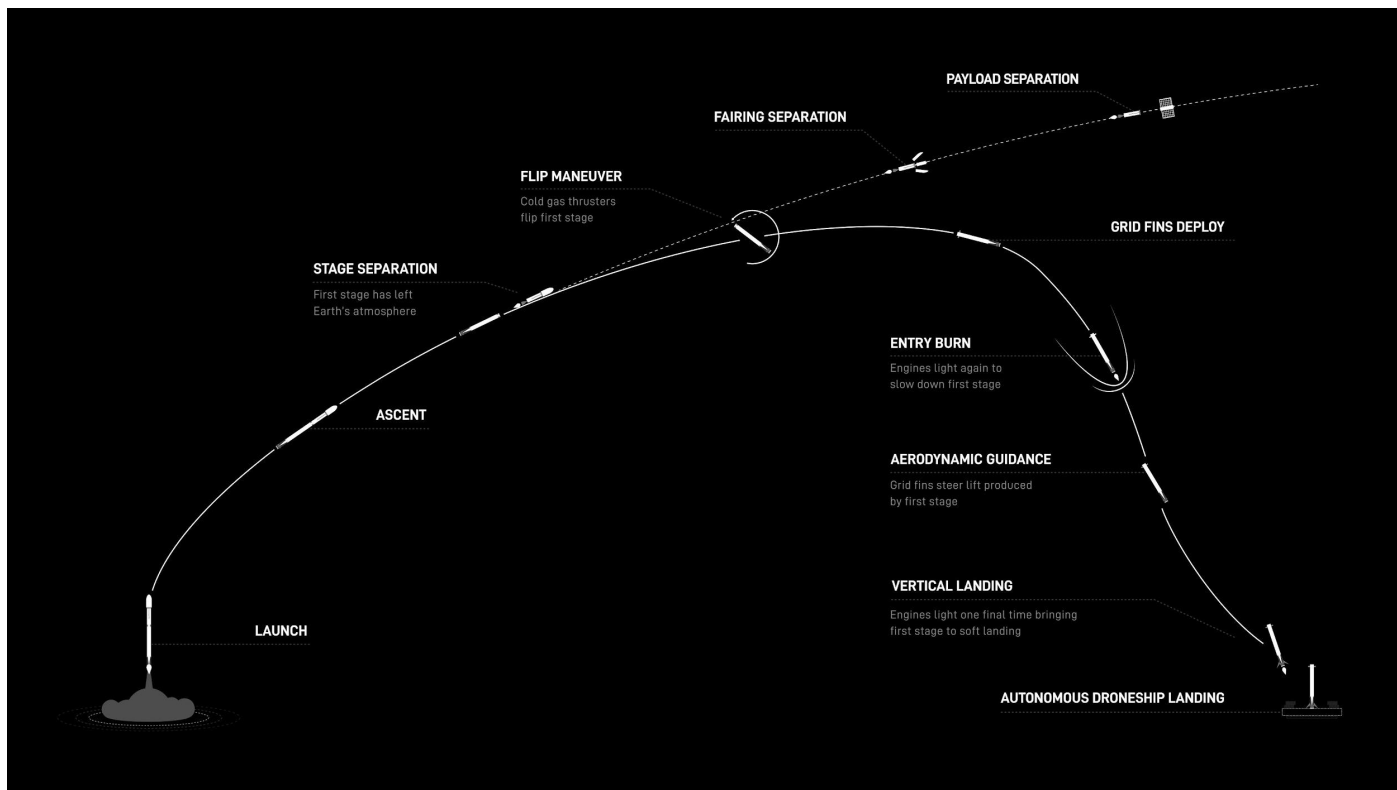 PAYLOAD SEPARATION
FAIRING SEPARATION
FLIP MANEUVER
Cold gas thrusters
flip first stage
GRID FINS DEPLOY
STAGE SEPARATION
First stage has left
Earth's atmosphere
ENTRY BURN
Engines light again to
slow down first stage
ASCENT
AERODYNAMIC GUIDANCE
Grid fins steer lift produced
by first stage
VERTICAL LANDING
Engines light one final time bringing
first stage to soft landing
LAUNCH
AUTONOMOUS DRONESHIP LANDING